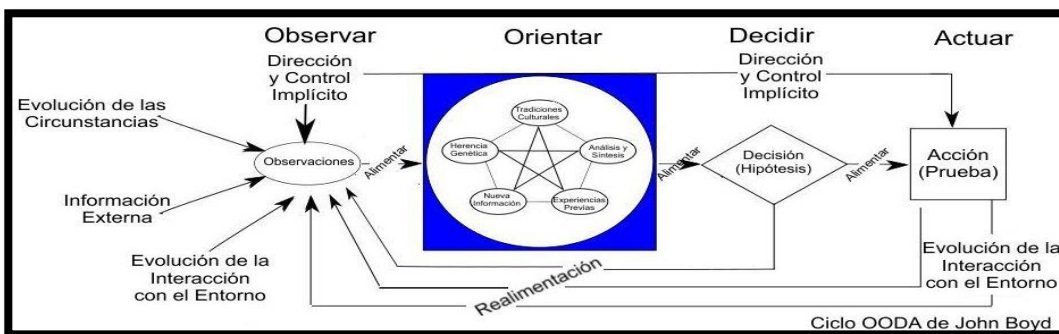 Observar
Orientar
Decidir
Actuar
Dirección
y Control
Implícito
Dirección
y Control
Implícito
Evolución de las
Circunstancias
Observaciones
Alimentar
Tradiciones
Culturales
Herencia
Genética
Análisis y
Síntesis
Nueva
Información
Experiencias
Previas
Alimentar
Decisión
(Hipótesis)
Alimentar
Acción
(Prueba)
Información
Externa
Evolución de la
Interacción
con el Entorno
Realimentación
Evolución de la
Interacción
con el Entorno
Ciclo OODA de John Boyd